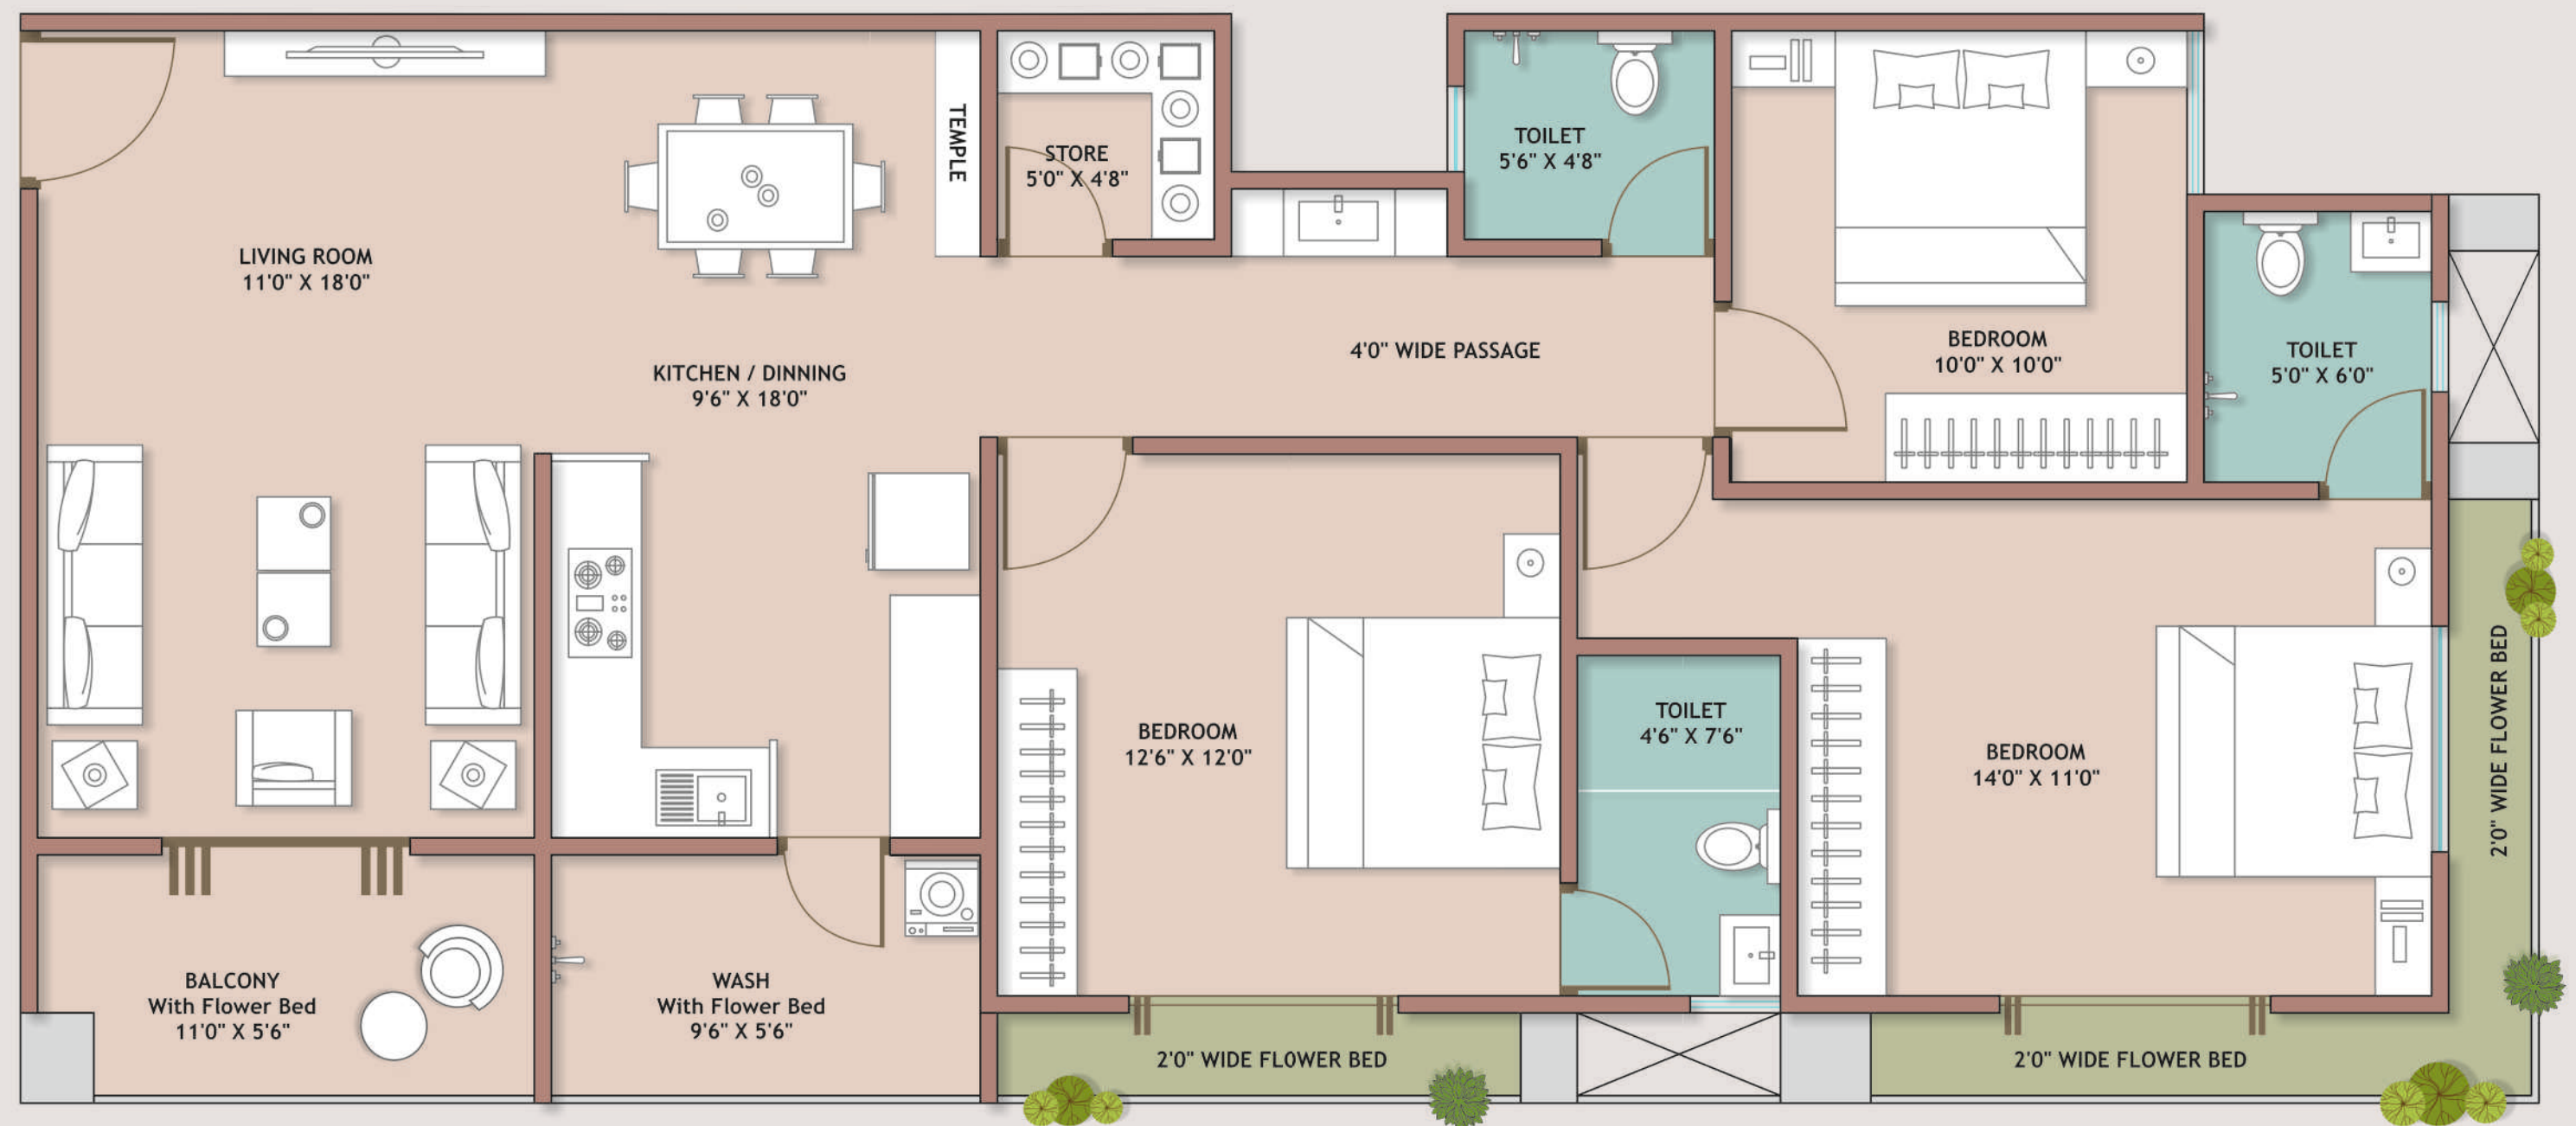 LIVING ROOM
11'0" X 18'0"
KITCHEN / DINNING
9'6" X 18'0"
TEMPLE
STORE
5'0" X 4'8"
TOILET
5'6" X 4'8"
4'0" WIDE PASSAGE
BEDROOM
10'0" X 10'0"
TOILET
5'0" X 6'0"
BEDROOM
12'6" X 12'0"
TOILET
4'6" X 7'6"
BEDROOM
14'0" X 11'0"
2'0" WIDE FLOWER BED
BALCONY
With Flower Bed
11'0" X 5'6"
WASH
With Flower Bed
9'6" X 5'6"
2'0" WIDE FLOWER BED
2'0" WIDE FLOWER BED